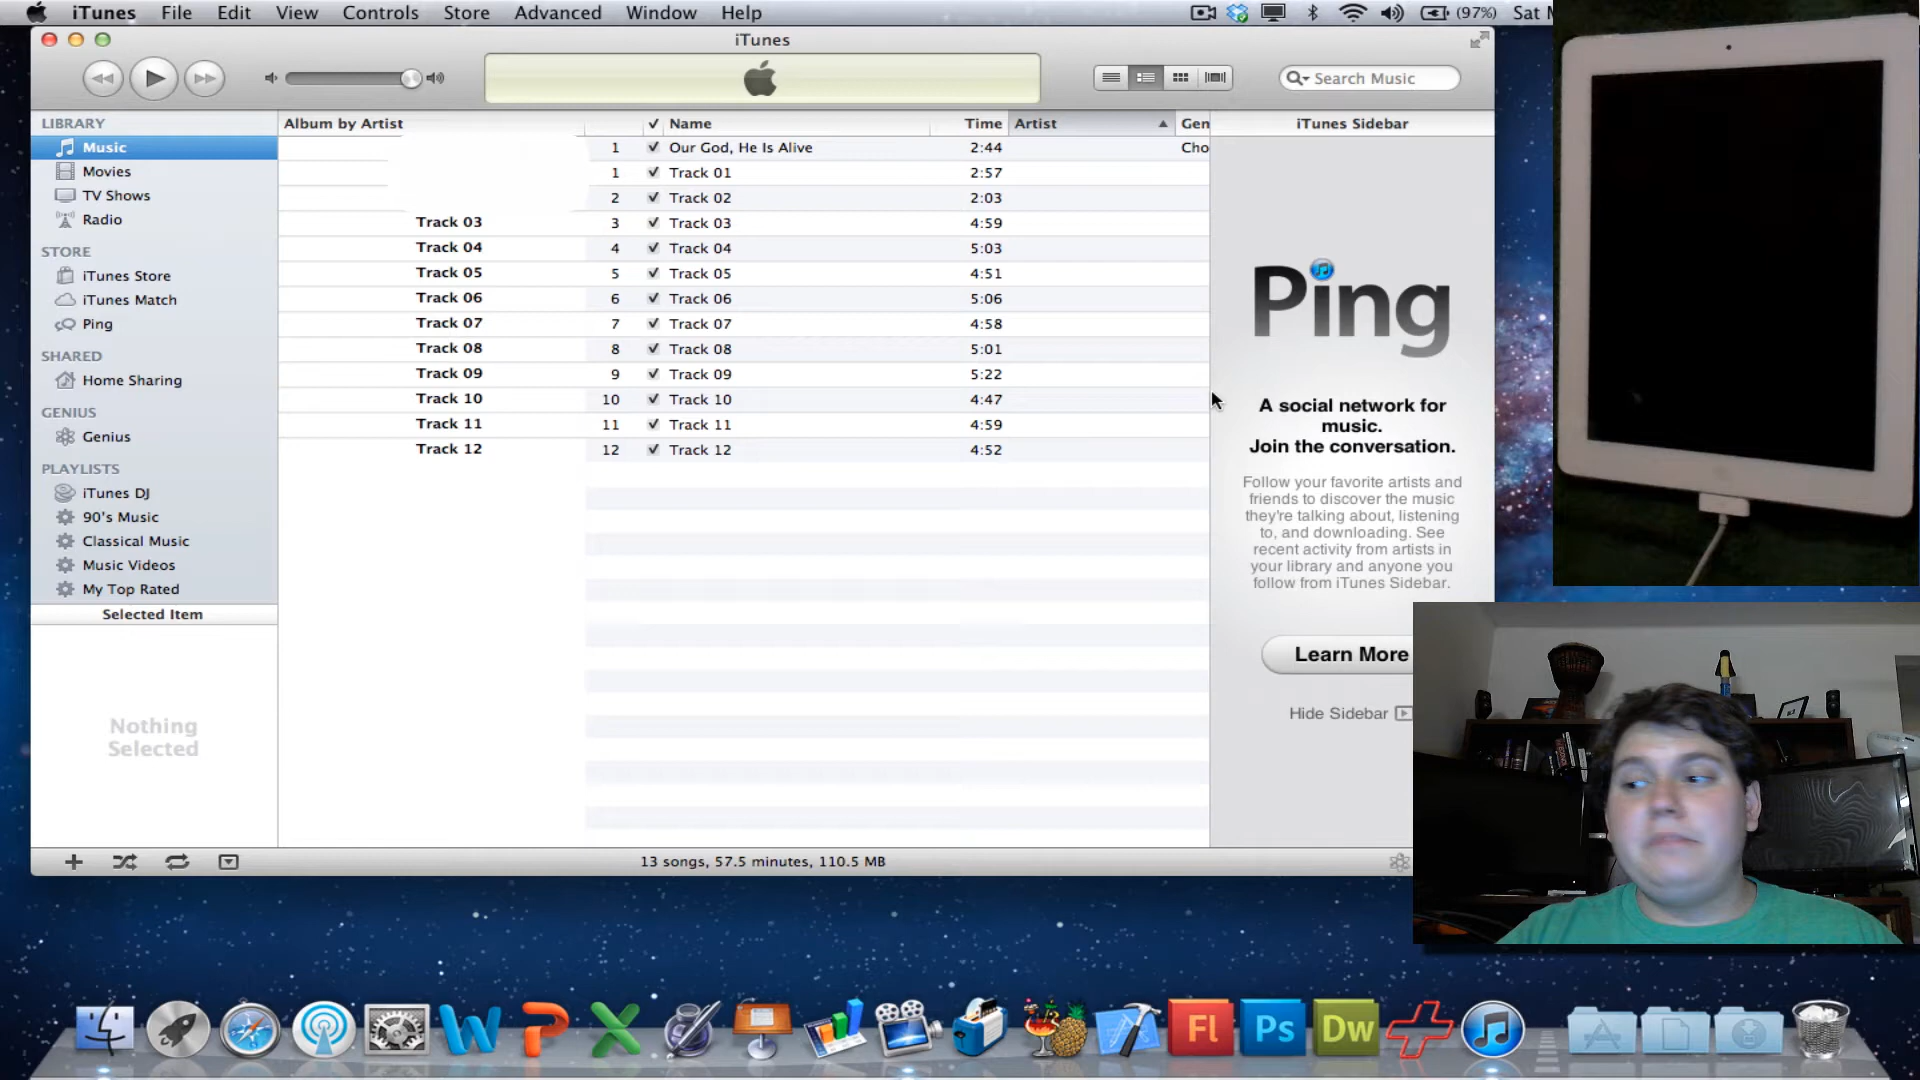 iTunes File Edit View Controls Store Advanced Window Help (97%) Sat
iTunes
Search Music
LIBRARY
Music
Movies
TV Shows
Radio
STORE
iTunes Store
iTunes Match
Ping
SHARED
Home Sharing
GENIUS
Genius
PLAYLISTS
iTunes DJ
90's Music
Classical Music
Music Videos
My Top Rated
Selected Item
Nothing
Selected
Album by Artist ✓ Name Time Artist Gen
1 ✓ Our God, He Is Alive 2:44 Cho
1 ✓ Track 01 2:57
2 ✓ Track 02 2:03
Track 03 3 ✓ Track 03 4:59
Track 04 4 ✓ Track 04 5:03
Track 05 5 ✓ Track 05 4:51
Track 06 6 ✓ Track 06 5:06
Track 07 7 ✓ Track 07 4:58
Track 08 8 ✓ Track 08 5:01
Track 09 9 ✓ Track 09 5:22
Track 10 10 ✓ Track 10 4:47
Track 11 11 ✓ Track 11 4:59
Track 12 12 ✓ Track 12 4:52
13 songs, 57.5 minutes, 110.5 MB
iTunes Sidebar
Ping
A social network for
music.
Join the conversation.
Follow your favorite artists and
friends to discover the music
they're talking about, listening
to, and downloading. See
recent activity from artists in
your library and anyone you
follow from iTunes Sidebar.
Learn More
Hide Sidebar
W P X Fl Ps Dw